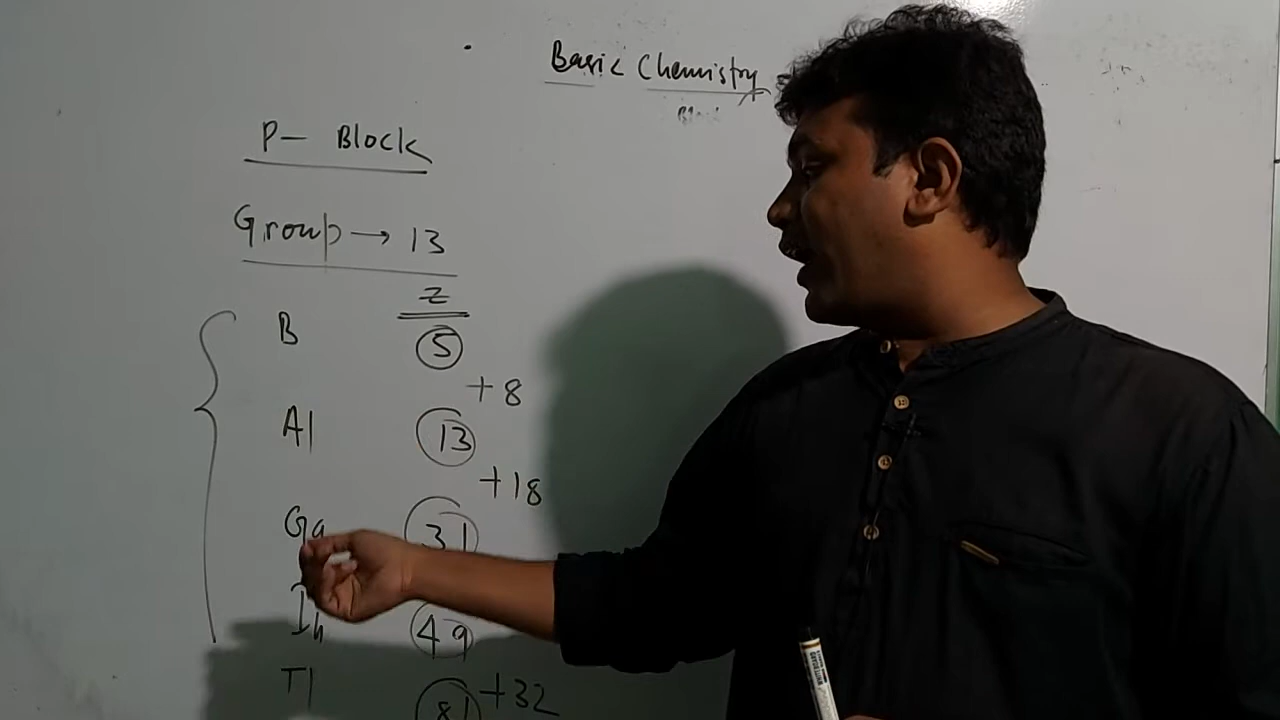 Basic Chemistry
P- Block
Group → 13
Z
B 5
+8
Al 13
+18
Ga 31
In 49
Tl 81 +32